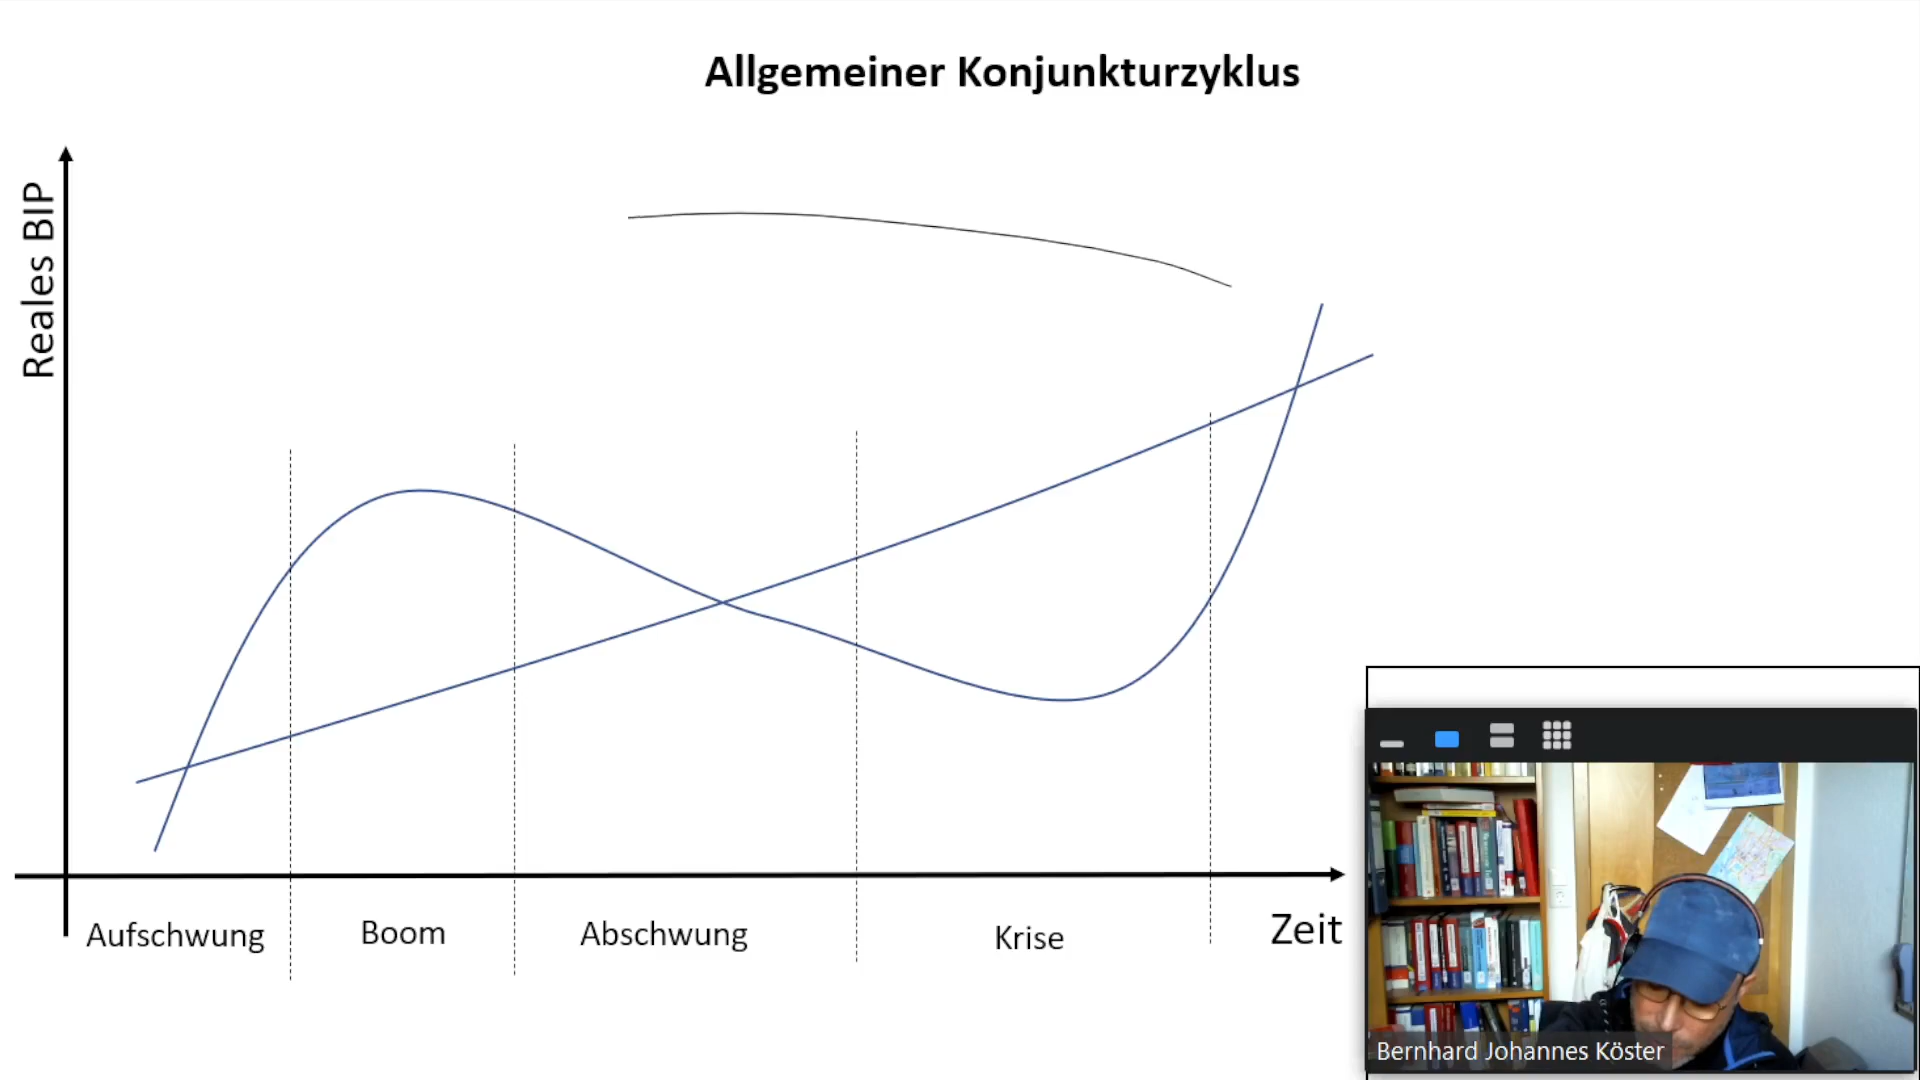 Allgemeiner Konjunkturzyklus
Reales BIP
Aufschwung
Boom
Abschwung
Krise
Zeit
Bernhard Johannes Köster